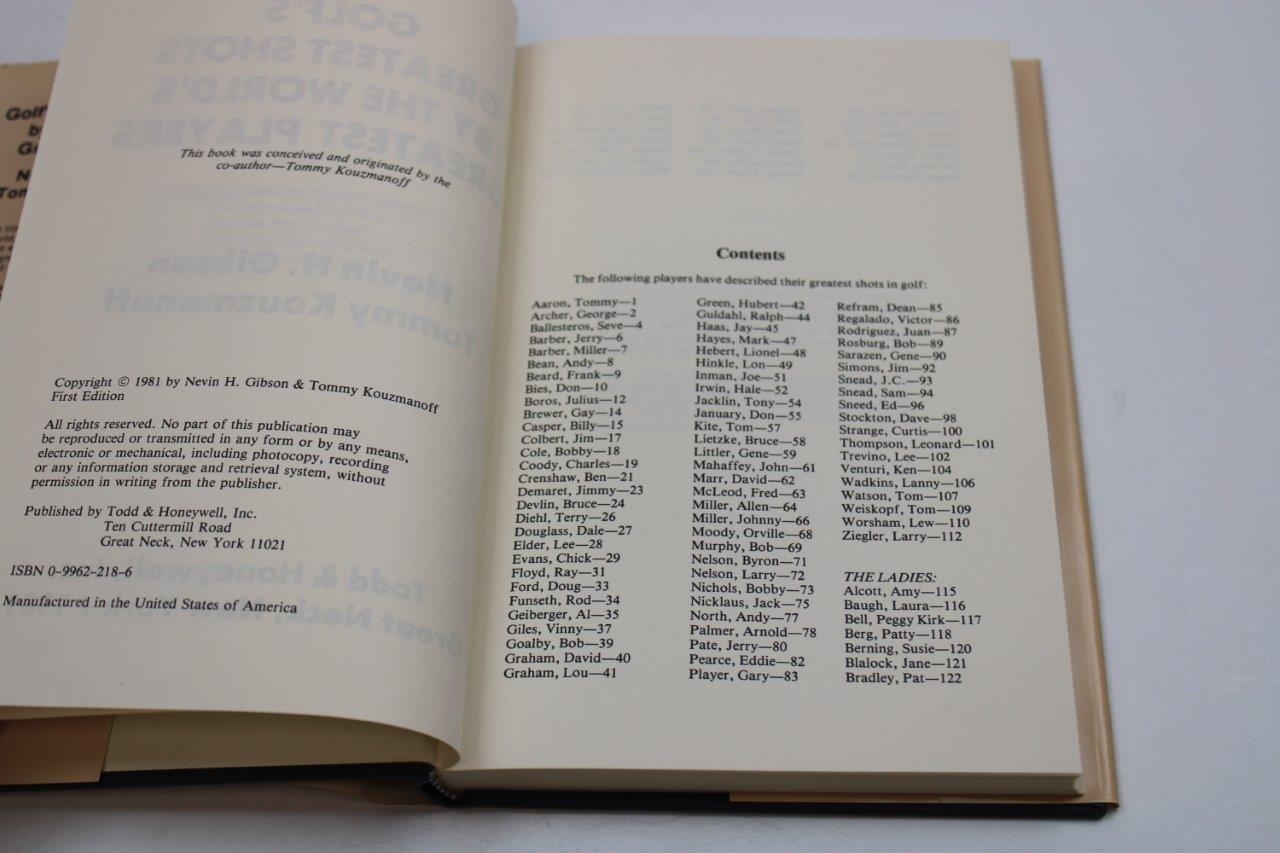 Golf'
This book was conceived and originated by the
co-author—Tommy Kouzmanoff
Copyright © 1981 by Nevin H. Gibson & Tommy Kouzmanoff
First Edition
All rights reserved. No part of this publication may
be reproduced or transmitted in any form or by any means,
electronic or mechanical, including photocopy, recording
or any information storage and retrieval system, without
permission in writing from the publisher.
Published by Todd & Honeywell, Inc.
Ten Cuttermill Road
Great Neck, New York 11021
ISBN 0-9962-218-6
Manufactured in the United States of America
Contents
The following players have described their greatest shots in golf:
Aaron, Tommy—1
Archer, George—2
Ballesteros, Seve—4
Barber, Jerry—6
Barber, Miller—7
Bean, Andy—8
Beard, Frank—9
Bies, Don—10
Boros, Julius—12
Brewer, Gay—14
Casper, Billy—15
Colbert, Jim—17
Cole, Bobby—18
Coody, Charles—19
Crenshaw, Ben—21
Demaret, Jimmy—23
Devlin, Bruce—24
Diehl, Terry—26
Douglass, Dale—27
Elder, Lee—28
Evans, Chick—29
Floyd, Ray—31
Ford, Doug—33
Funseth, Rod—34
Geiberger, Al—35
Giles, Vinny—37
Goalby, Bob—39
Graham, David—40
Graham, Lou—41
Green, Hubert—42
Guldahl, Ralph—44
Haas, Jay—45
Hayes, Mark—47
Hebert, Lionel—48
Hinkle, Lon—49
Inman, Joe—51
Irwin, Hale—52
Jacklin, Tony—54
January, Don—55
Kite, Tom—57
Lietzke, Bruce—58
Littler, Gene—59
Mahaffey, John—61
Marr, David—62
McLeod, Fred—63
Miller, Allen—64
Miller, Johnny—66
Moody, Orville—68
Murphy, Bob—69
Nelson, Byron—71
Nelson, Larry—72
Nichols, Bobby—73
Nicklaus, Jack—75
North, Andy—77
Palmer, Arnold—78
Pate, Jerry—80
Pearce, Eddie—82
Player, Gary—83
Refram, Dean—85
Regalado, Victor—86
Rodriguez, Juan—87
Rosburg, Bob—89
Sarazen, Gene—90
Simons, Jim—92
Snead, J.C.—93
Snead, Sam—94
Sneed, Ed—96
Stockton, Dave—98
Strange, Curtis—100
Thompson, Leonard—101
Trevino, Lee—102
Venturi, Ken—104
Wadkins, Lanny—106
Watson, Tom—107
Weiskopf, Tom—109
Worsham, Lew—110
Ziegler, Larry—112
THE LADIES:
Alcott, Amy—115
Baugh, Laura—116
Bell, Peggy Kirk—117
Berg, Patty—118
Berning, Susie—120
Blalock, Jane—121
Bradley, Pat—122